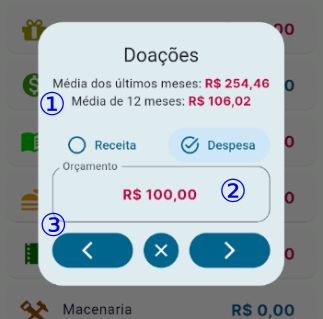 Doações
Média dos últimos meses: R$ 254,46
① Média de 12 meses: R$ 106,02
Receita Despesa
Orçamento
R$ 100,00 ②
③
Macenaria R$ 0,00